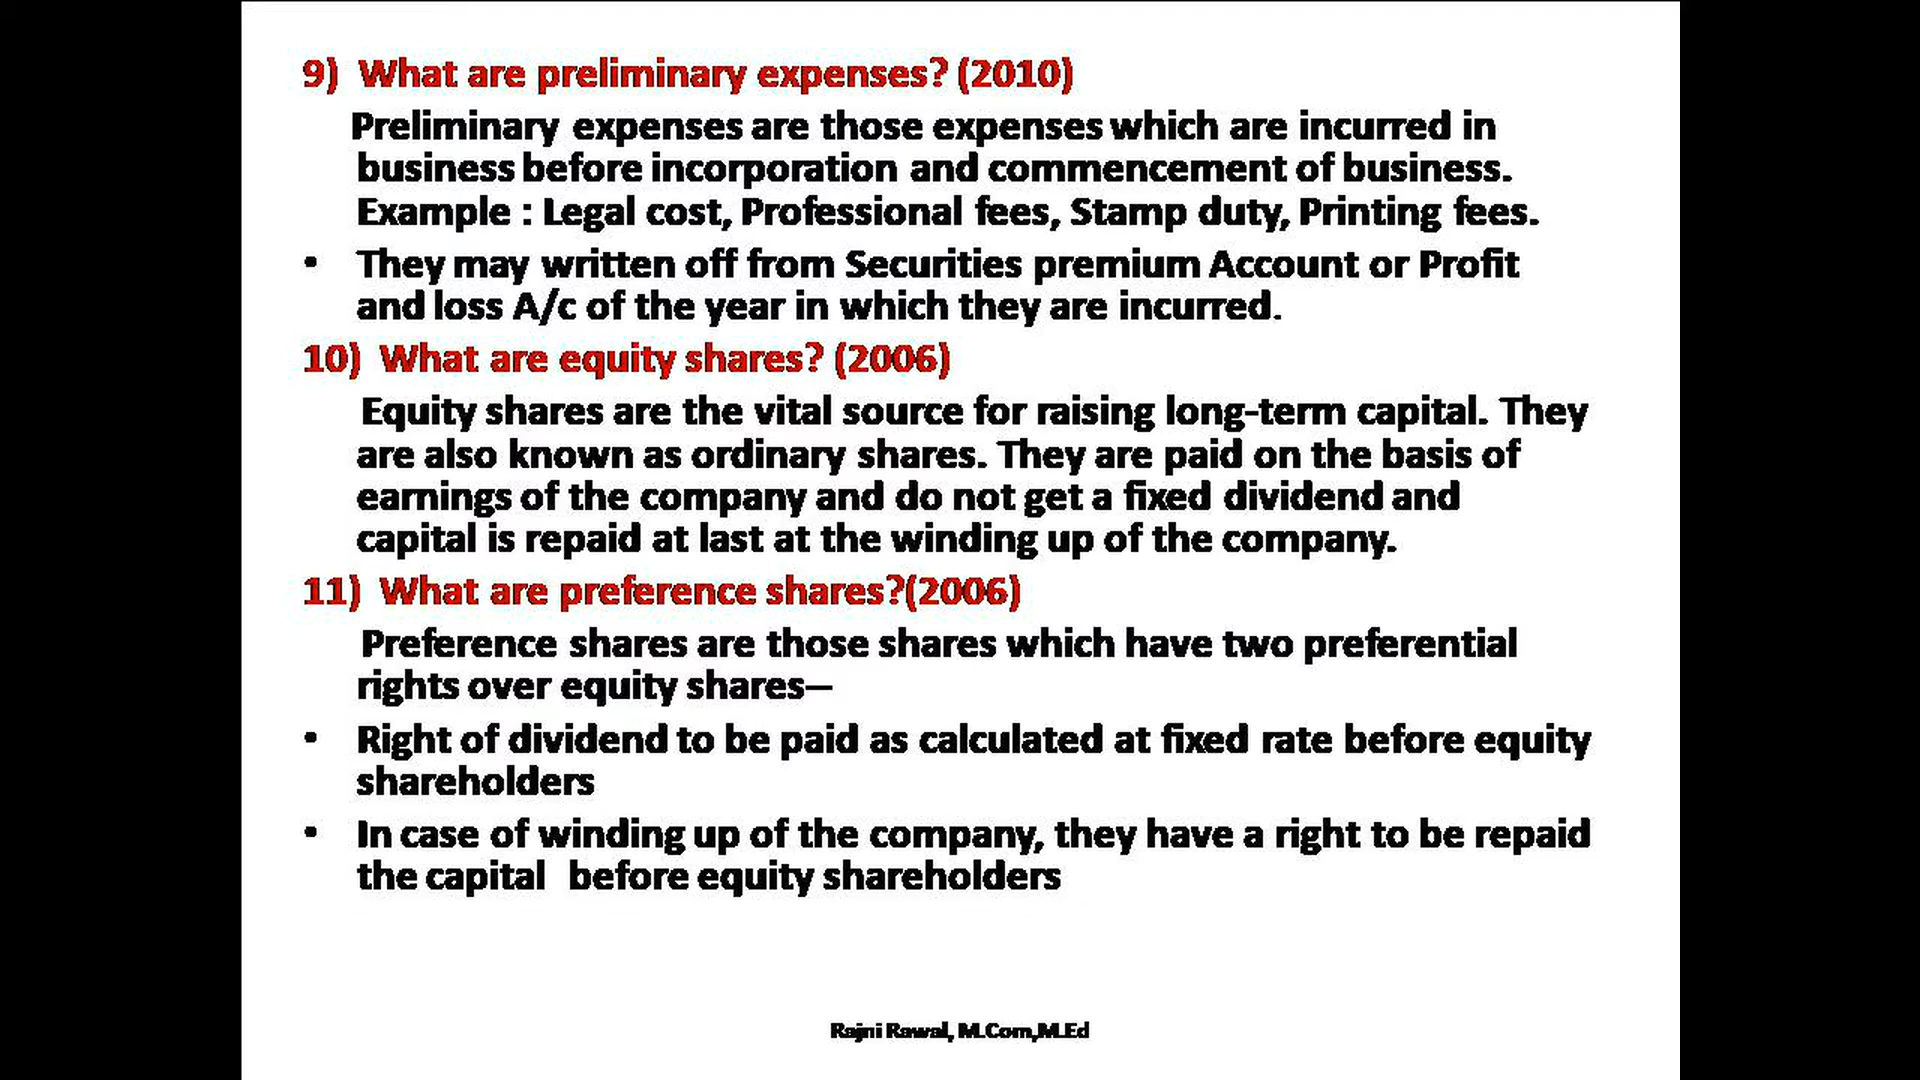 9) What are preliminary expenses? (2010)
Preliminary expenses are those expenses which are incurred in
business before incorporation and commencement of business.
Example : Legal cost, Professional fees, Stamp duty, Printing fees.
• They may written off from Securities premium Account or Profit
and loss A/c of the year in which they are incurred.
10) What are equity shares? (2006)
Equity shares are the vital source for raising long-term capital. They
are also known as ordinary shares. They are paid on the basis of
earnings of the company and do not get a fixed dividend and
capital is repaid at last at the winding up of the company.
11) What are preference shares?(2006)
Preference shares are those shares which have two preferential
rights over equity shares—
• Right of dividend to be paid as calculated at fixed rate before equity
shareholders
• In case of winding up of the company, they have a right to be repaid
the capital before equity shareholders
Rajni Rawal, M.Com,M.Ed